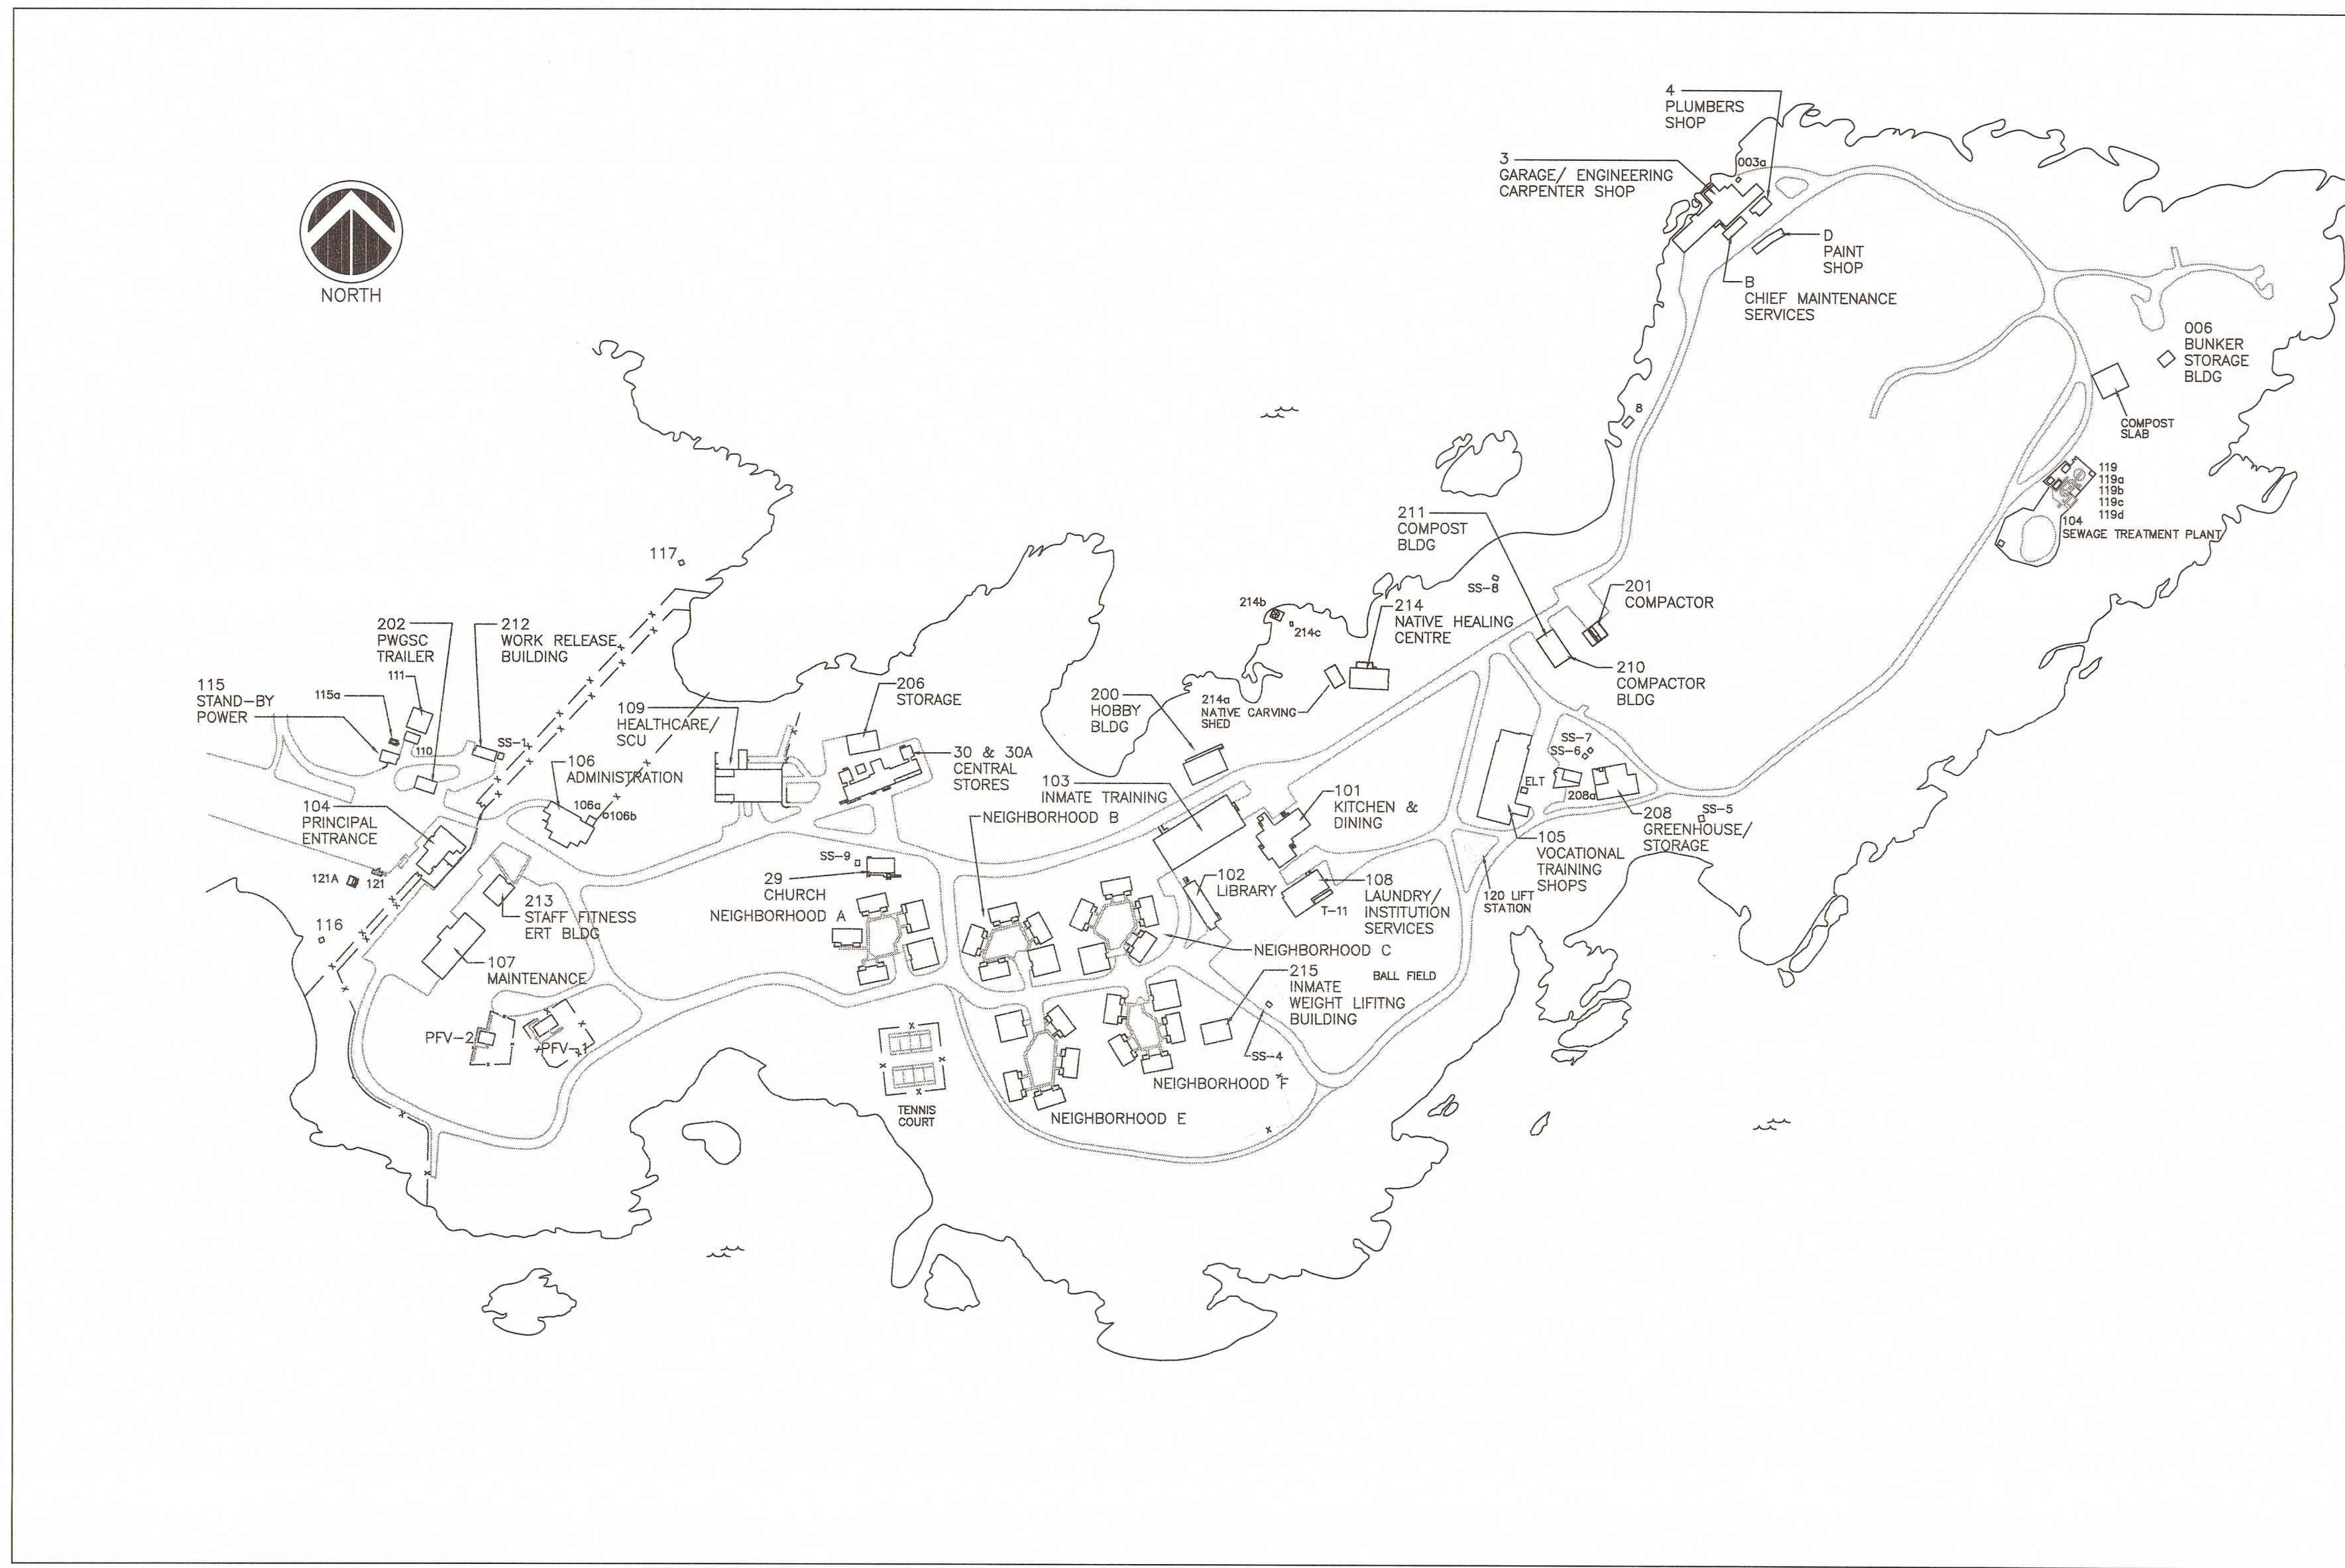 4
PLUMBERS
SHOP
3
GARAGE/ ENGINEERING
CARPENTER SHOP
003a
NORTH
D
PAINT
SHOP
B
CHIEF MAINTENANCE
SERVICES
006
BUNKER
STORAGE
BLDG
8
COMPOST
SLAB
119
119a
119b
119c
119d
104
SEWAGE TREATMENT PLANT
211
COMPOST
BLDG
117
SS-8
201
COMPACTOR
214b
214c
214
NATIVE HEALING
CENTRE
202
PWGSC
TRAILER
212
WORK RELEASE
BUILDING
111
115a
115
STAND-BY
POWER
110
SS-1
109
HEALTHCARE/
SCU
206
STORAGE
200
HOBBY
BLDG
214a
NATIVE CARVING
SHED
210
COMPACTOR
BLDG
106
ADMINISTRATION
106a
106b
30 & 30A
CENTRAL
STORES
103
INMATE TRAINING
NEIGHBORHOOD B
101
KITCHEN &
DINING
SS-7
SS-6
ELT
208a
SS-5
208
GREENHOUSE/
STORAGE
104
PRINCIPAL
ENTRANCE
121A
121
SS-9
29
CHURCH
NEIGHBORHOOD A
102
LIBRARY
108
LAUNDRY/
INSTITUTION
SERVICES
T-11
105
VOCATIONAL
TRAINING
SHOPS
120 LIFT
STATION
213
STAFF FITNESS
ERT BLDG
116
107
MAINTENANCE
NEIGHBORHOOD C
215
INMATE
WEIGHT LIFITNG
BUILDING
BALL FIELD
PFV-2
PFV-1
SS-4
NEIGHBORHOOD F
TENNIS
COURT
NEIGHBORHOOD E